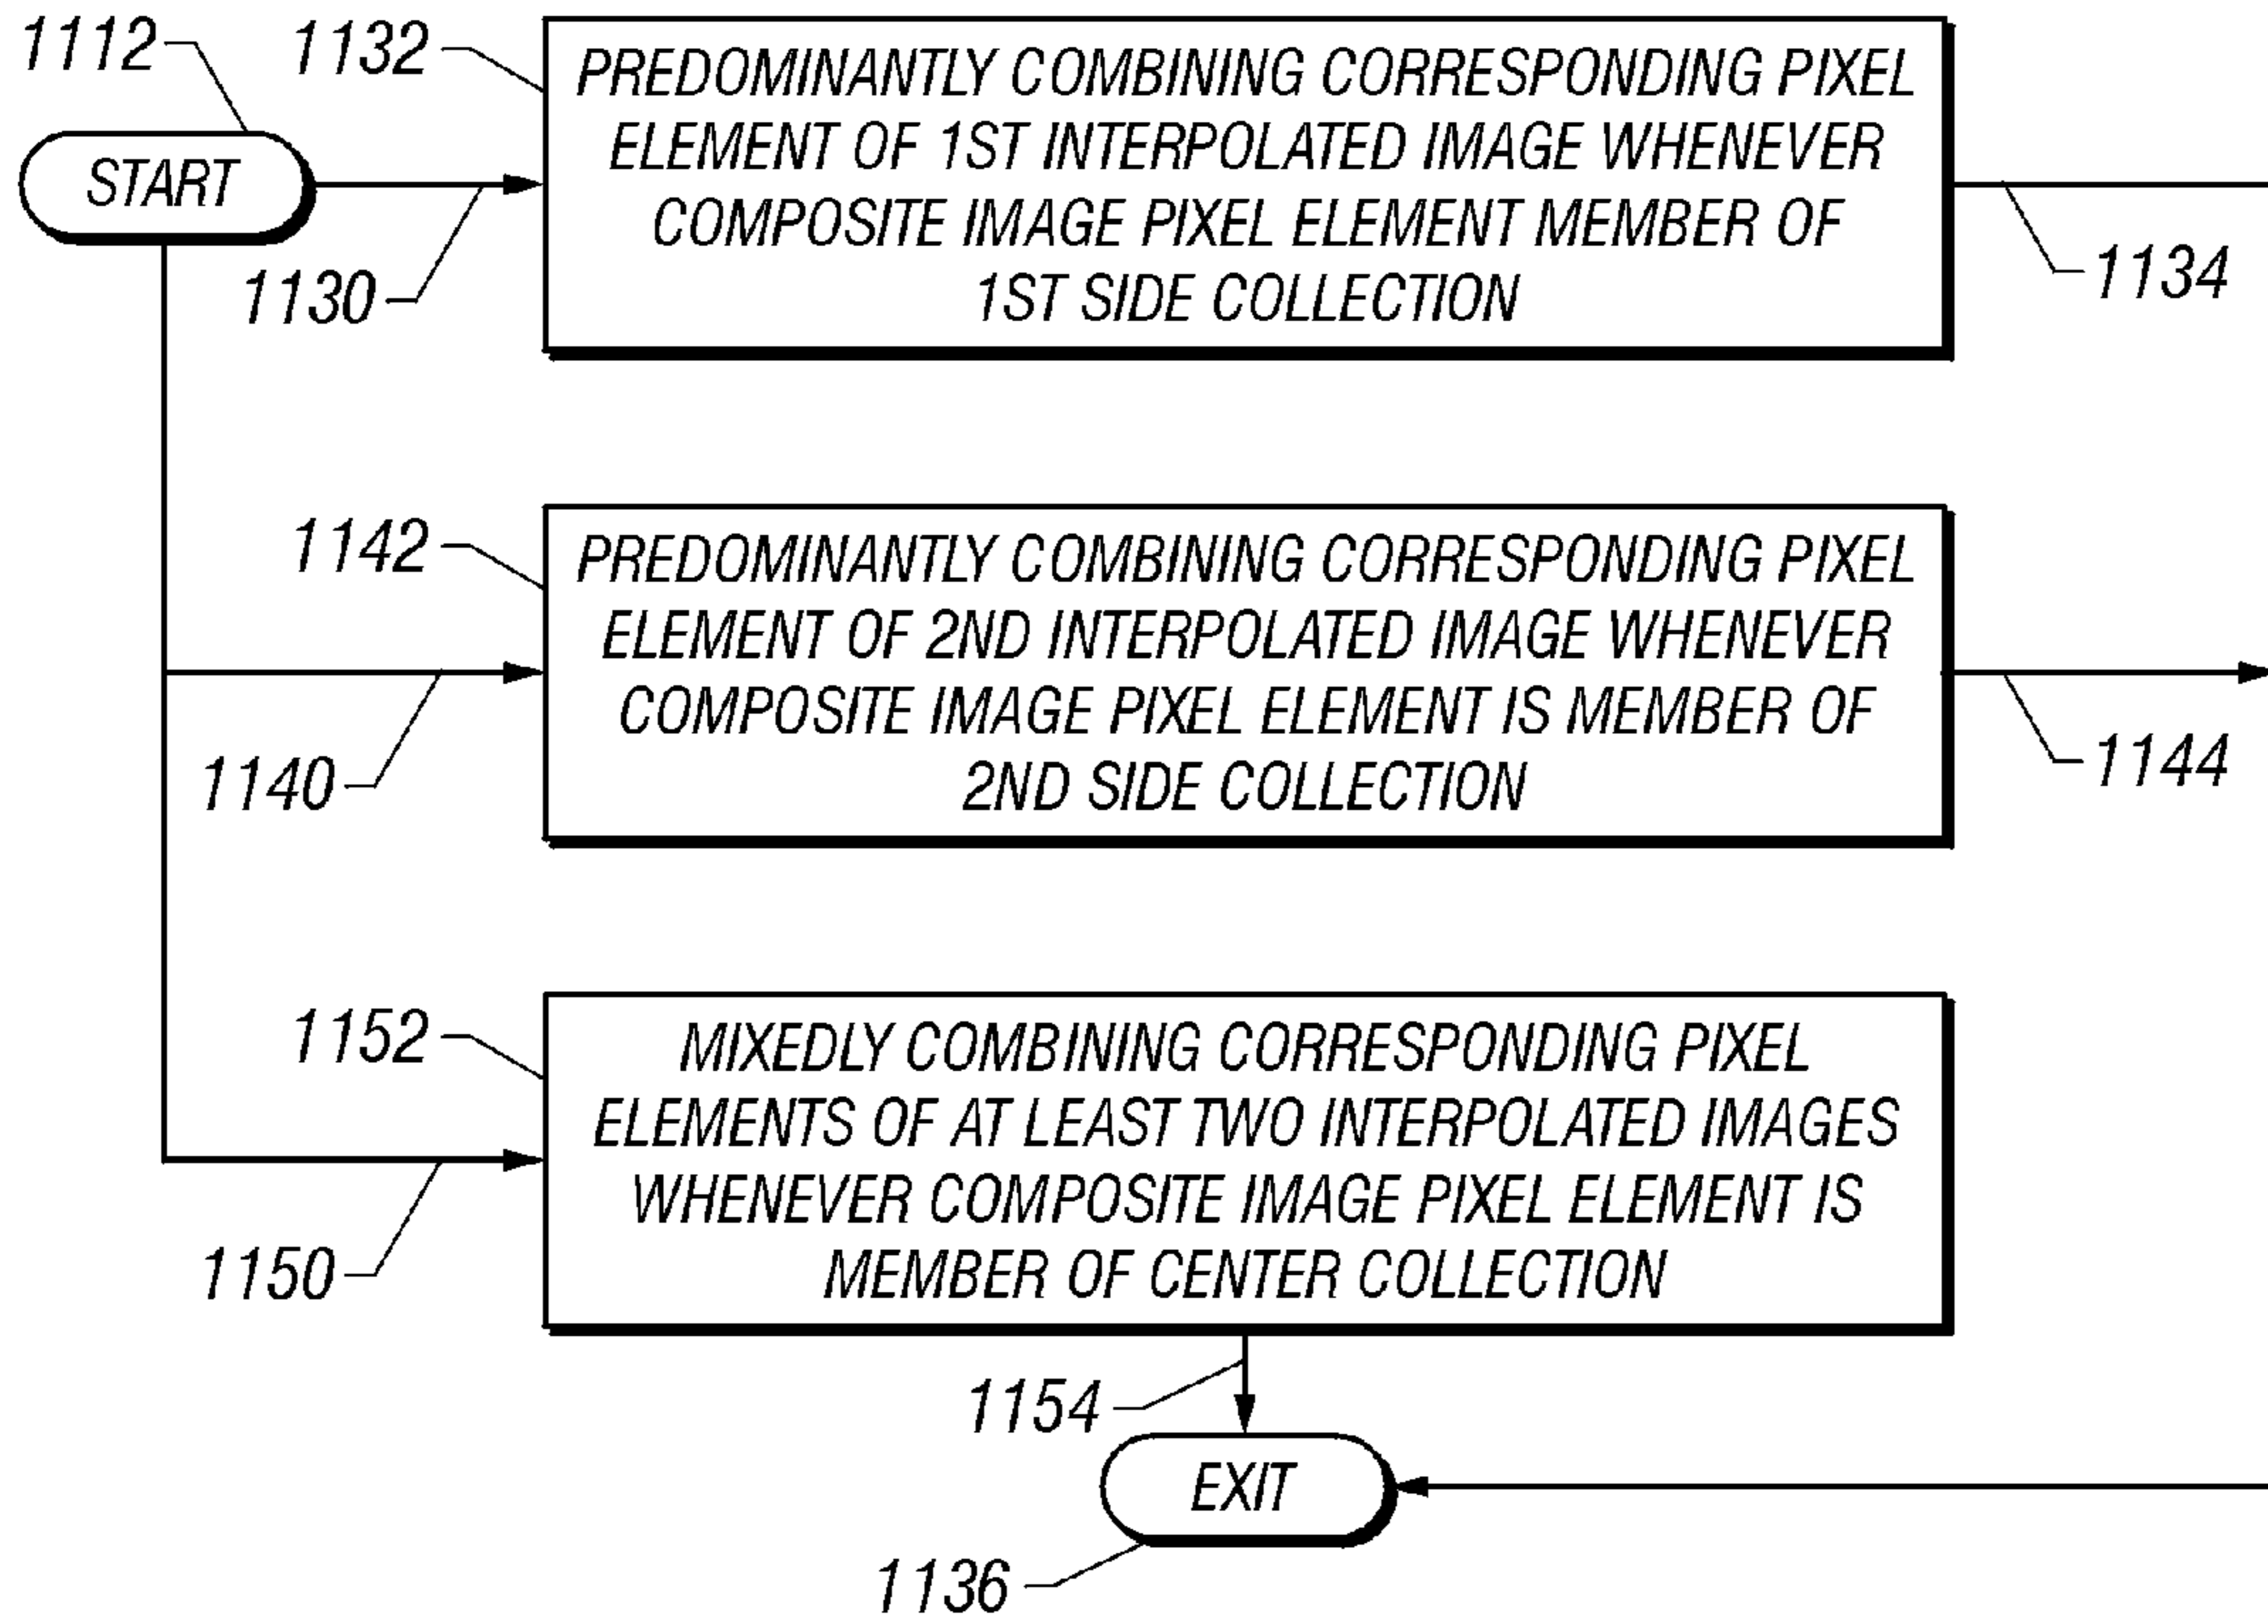 1112
1132
START
1130
PREDOMINANTLY COMBINING CORRESPONDING PIXEL
ELEMENT OF 1ST INTERPOLATED IMAGE WHENEVER
COMPOSITE IMAGE PIXEL ELEMENT MEMBER OF
1ST SIDE COLLECTION
1134
1142
1140
PREDOMINANTLY COMBINING CORRESPONDING PIXEL
ELEMENT OF 2ND INTERPOLATED IMAGE WHENEVER
COMPOSITE IMAGE PIXEL ELEMENT IS MEMBER OF
2ND SIDE COLLECTION
1144
1152
1150
MIXEDLY COMBINING CORRESPONDING PIXEL
ELEMENTS OF AT LEAST TWO INTERPOLATED IMAGES
WHENEVER COMPOSITE IMAGE PIXEL ELEMENT IS
MEMBER OF CENTER COLLECTION
1154
EXIT
1136